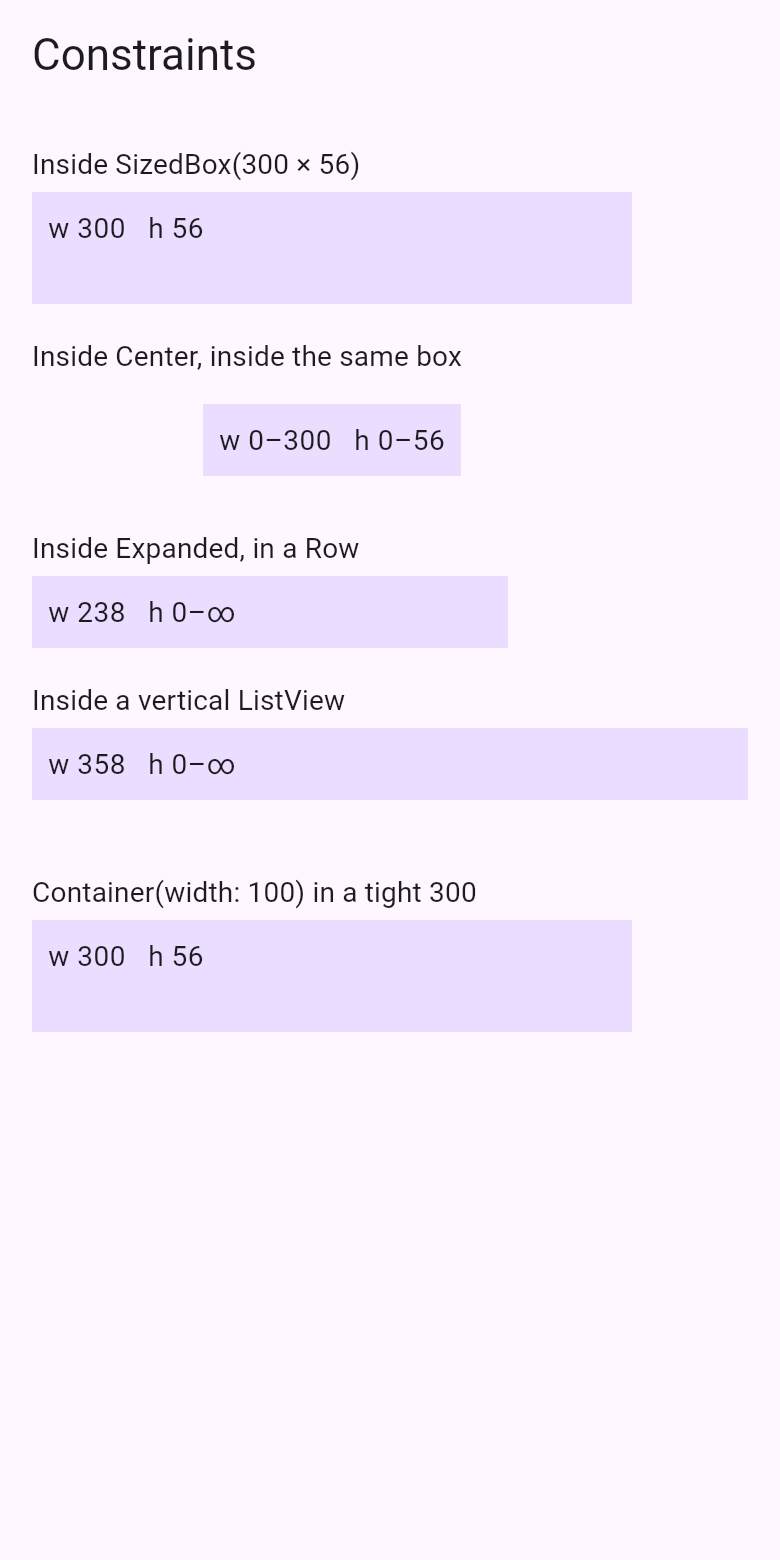 Constraints
Inside SizedBox(300 × 56)
w 300   h 56
Inside Center, inside the same box
w 0–300   h 0–56
Inside Expanded, in a Row
w 238   h 0–∞
Inside a vertical ListView
w 358   h 0–∞
Container(width: 100) in a tight 300
w 300   h 56